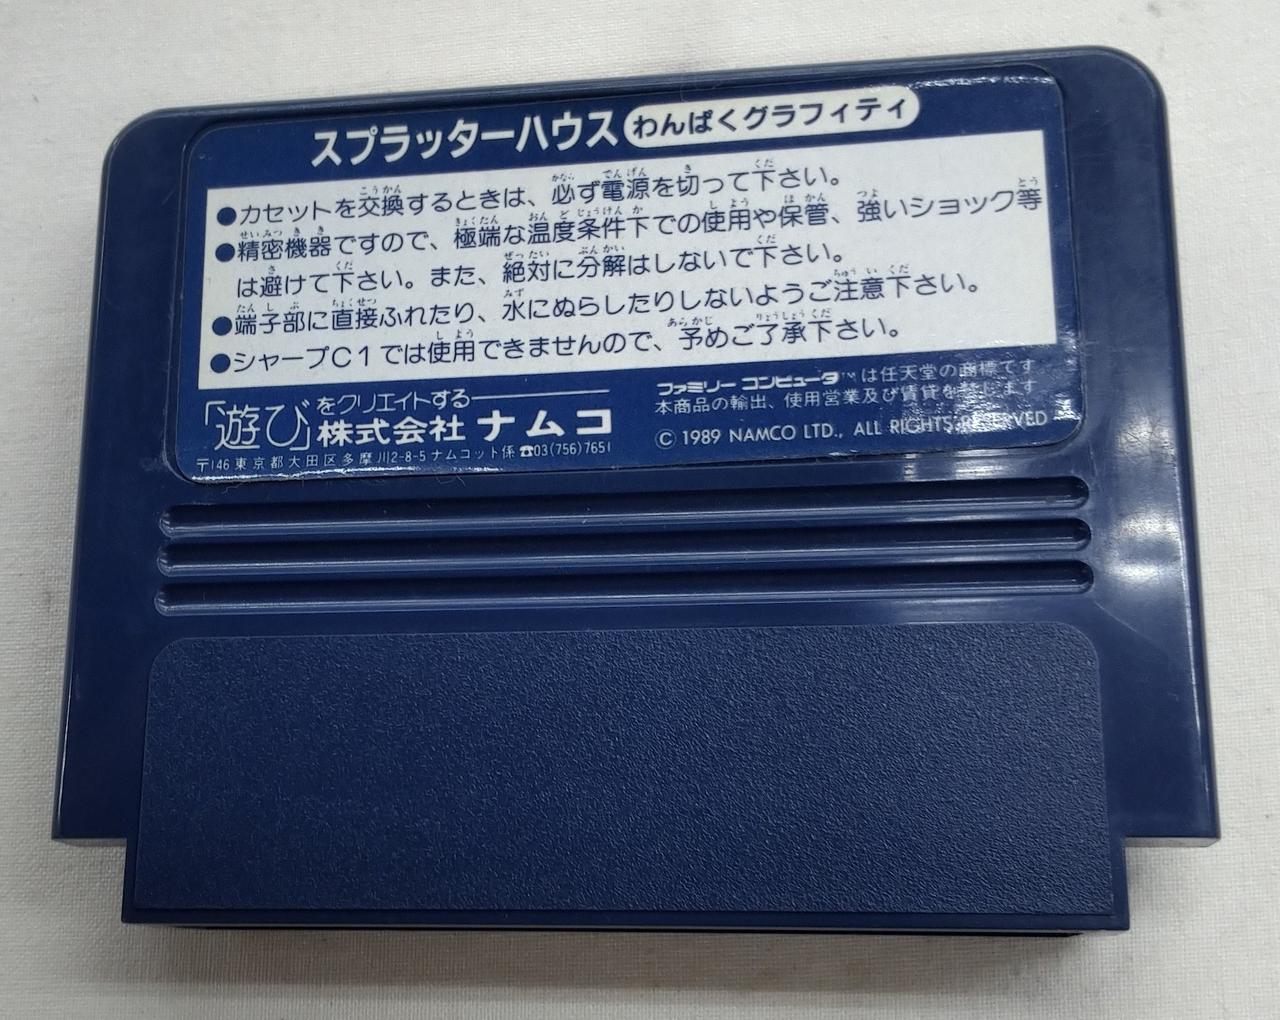 スプラッターハウス わんぱくグラフィティ
●カセットを交換するときは、必ず電源を切って下さい。
●精密機器ですので、極端な温度条件下での使用や保管、強いショック等
は避けて下さい。また、絶対に分解はしないで下さい。
●端子部に直接ふれたり、水にぬらしたりしないようご注意下さい。
●シャープC1では使用できませんので、予めご了承下さい。
「遊び」をクリエイトする
株式会社ナムコ
〒146 東京都大田区多摩川2-8-5 ナムコット係 ☎03(756)7651
ファミリーコンピュータ™は任天堂の商標です
本商品の輸出、使用営業及び賃貸を禁じます
© 1989 NAMCO LTD., ALL RIGHTS RESERVED